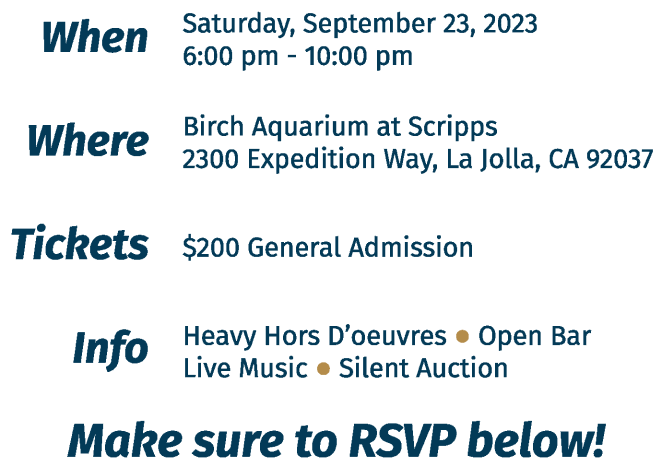 When
Saturday, September 23, 2023
6:00 pm - 10:00 pm
Where
Birch Aquarium at Scripps
2300 Expedition Way, La Jolla, CA 92037
Tickets
$200 General Admission
Info
Heavy Hors D’oeuvres ● Open Bar
Live Music ● Silent Auction
Make sure to RSVP below!